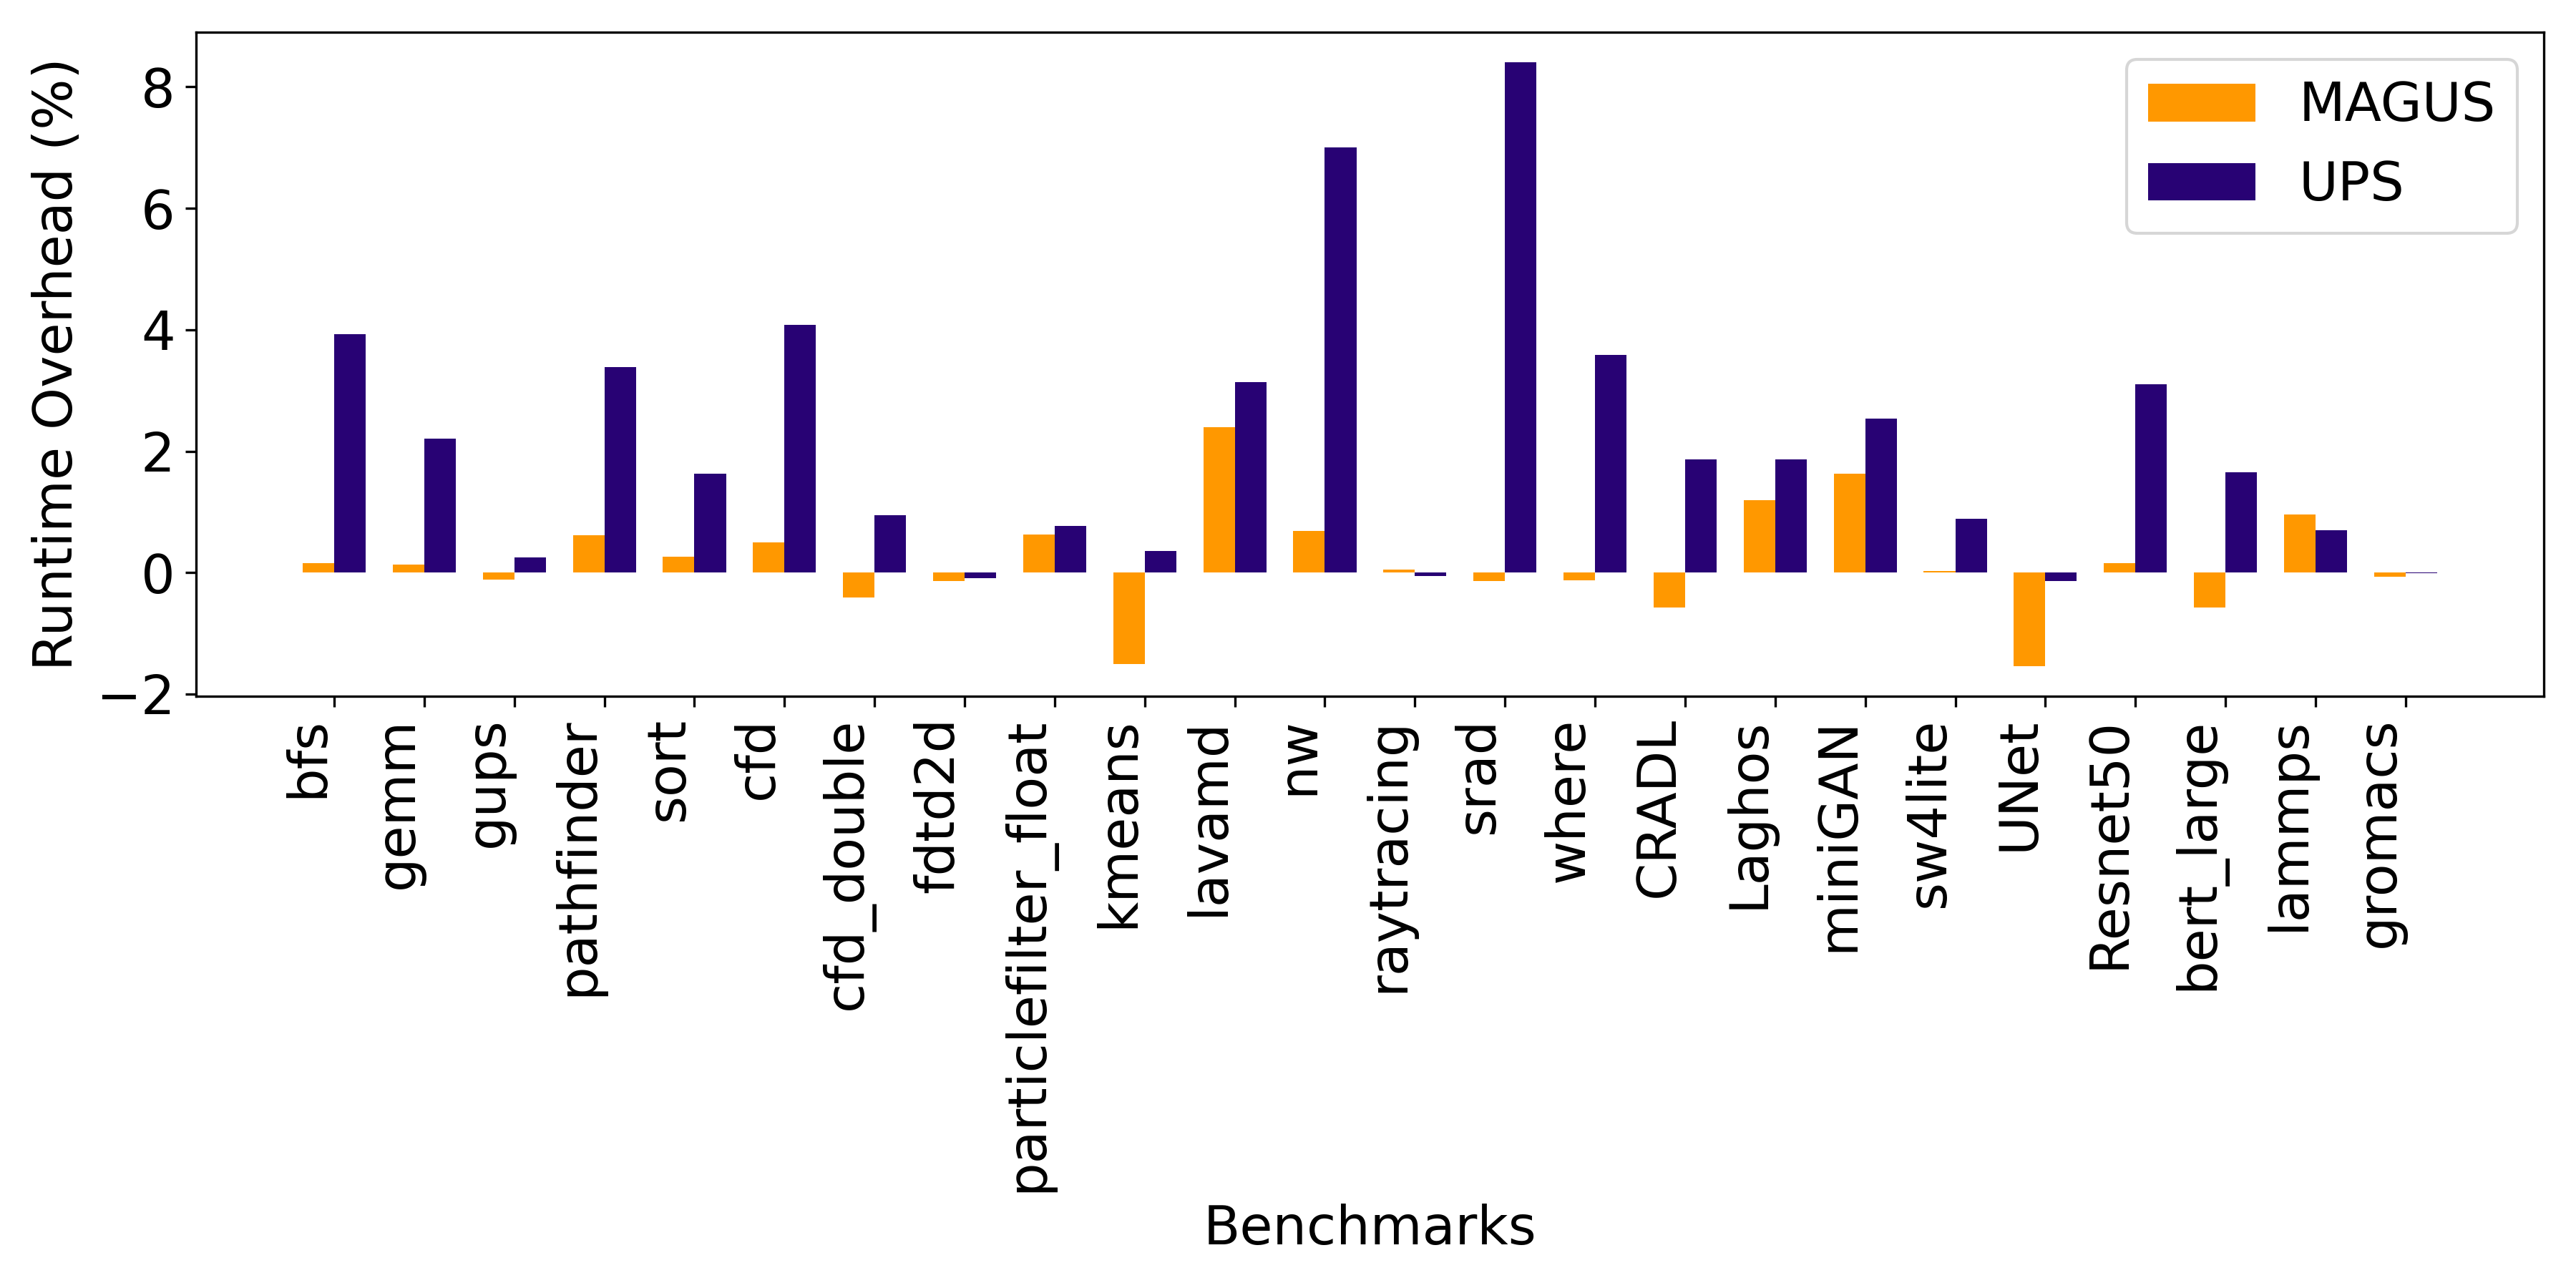 Runtime Overhead (%)
8
6
4
2
0
−2
MAGUS
UPS
bfs
gemm
gups
pathfinder
sort
cfd
cfd_double
fdtd2d
particlefilter_float
kmeans
lavamd
nw
raytracing
srad
where
CRADL
Laghos
miniGAN
sw4lite
UNet
Resnet50
bert_large
lammps
gromacs
Benchmarks